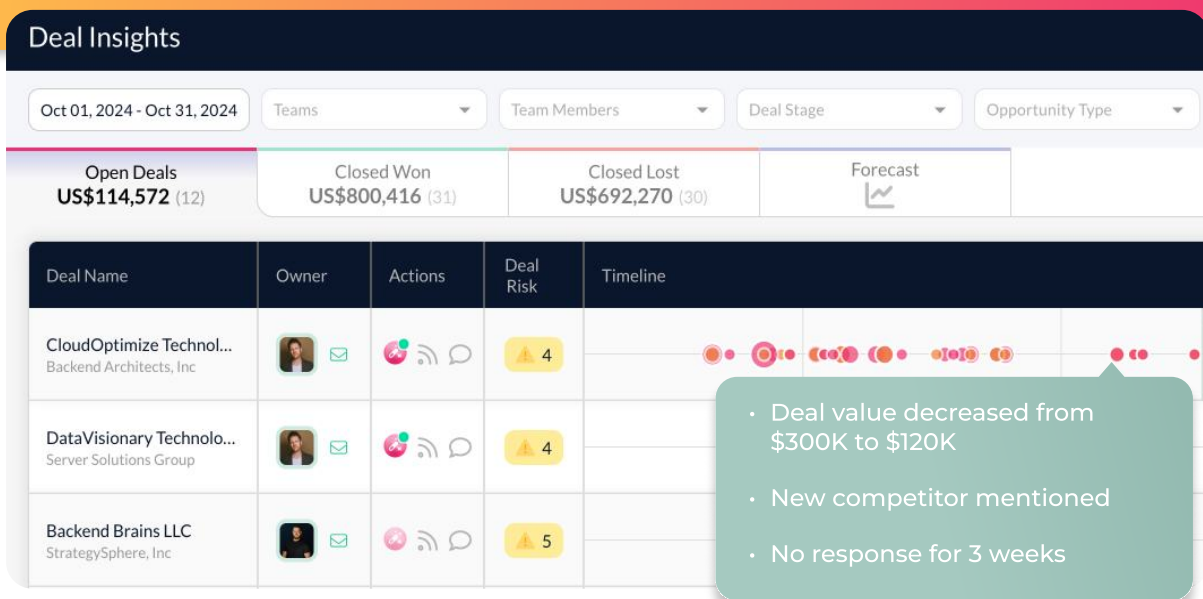 Deal Insights
Oct 01, 2024 - Oct 31, 2024
Teams
Team Members
Deal Stage
Opportunity Type
Open Deals
US$114,572 (12)
Closed Won
US$800,416 (31)
Closed Lost
US$692,270 (30)
Forecast
Deal Name
Owner
Actions
Deal
Risk
Timeline
CloudOptimize Technol...
Backend Architects, Inc
4
DataVisionary Technolo...
Server Solutions Group
4
Backend Brains LLC
StrategySphere, Inc
5
• Deal value decreased from
$300K to $120K
• New competitor mentioned
• No response for 3 weeks